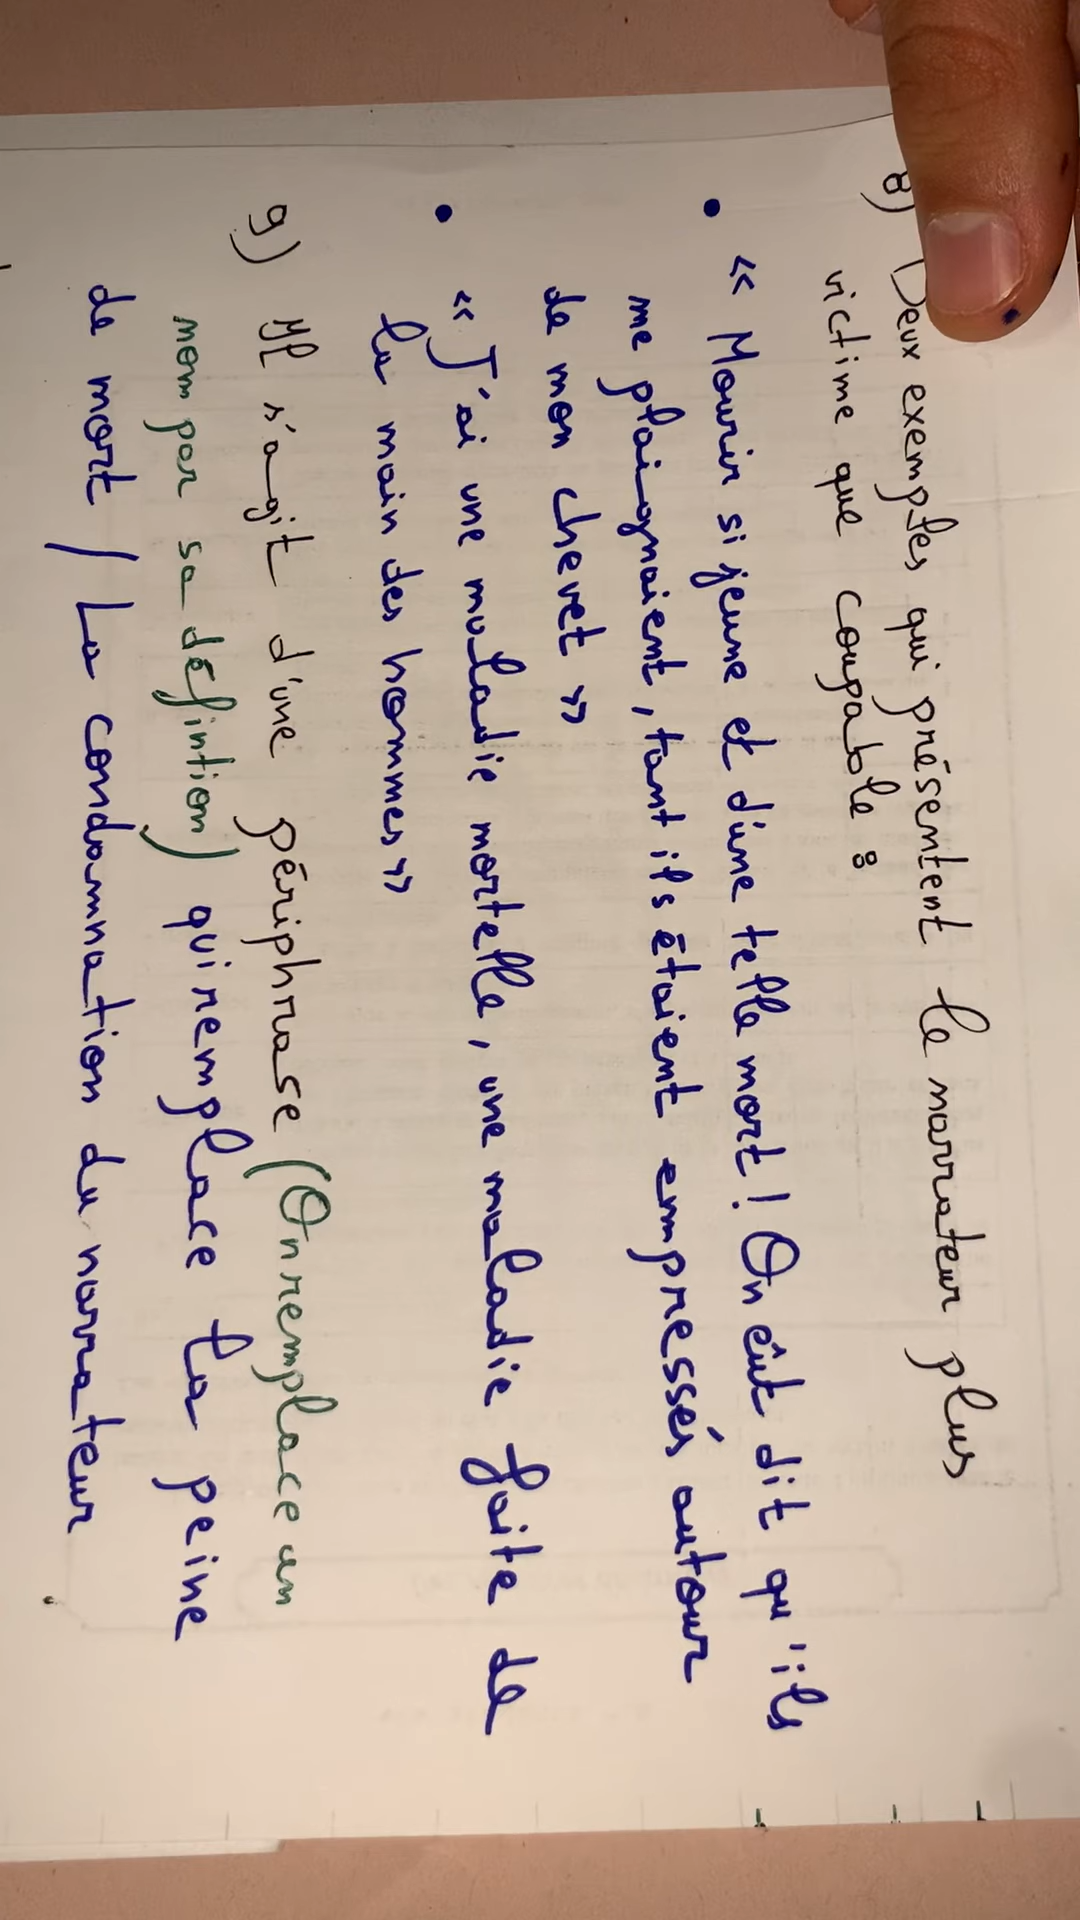 8) Deux exemples qui présentent le narrateur plus
victime que coupable :
• « Mourir si jeune et d'une telle mort ! On eût dit qu'ils
me plaignaient, tant ils étaient empressés autour
de mon chevet »
• « J'ai une maladie mortelle, une maladie faite de
la main des hommes »
9) Il s'agit d'une périphrase (On remplace un
nom par sa défintion) qui remplace la peine
de mort / La condamnation du narrateur